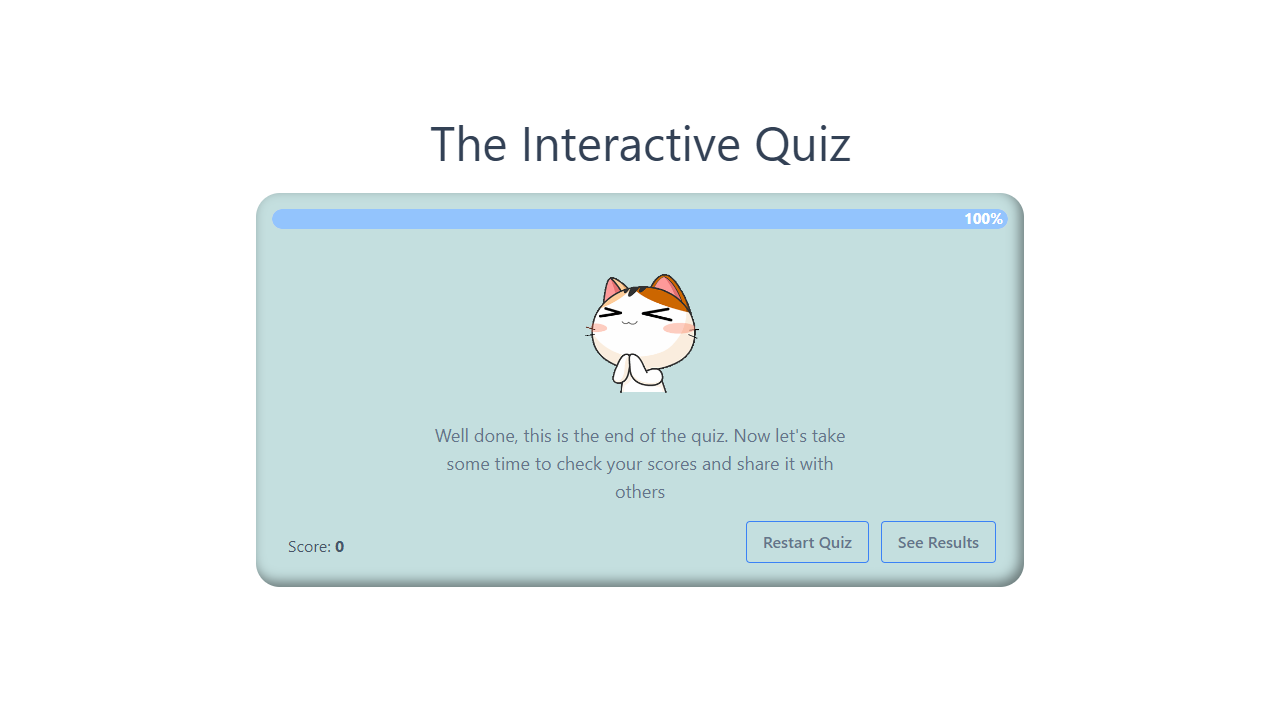 The Interactive Quiz
100%
Well done, this is the end of the quiz. Now let's take
some time to check your scores and share it with
others
Score: 0
Restart Quiz
See Results